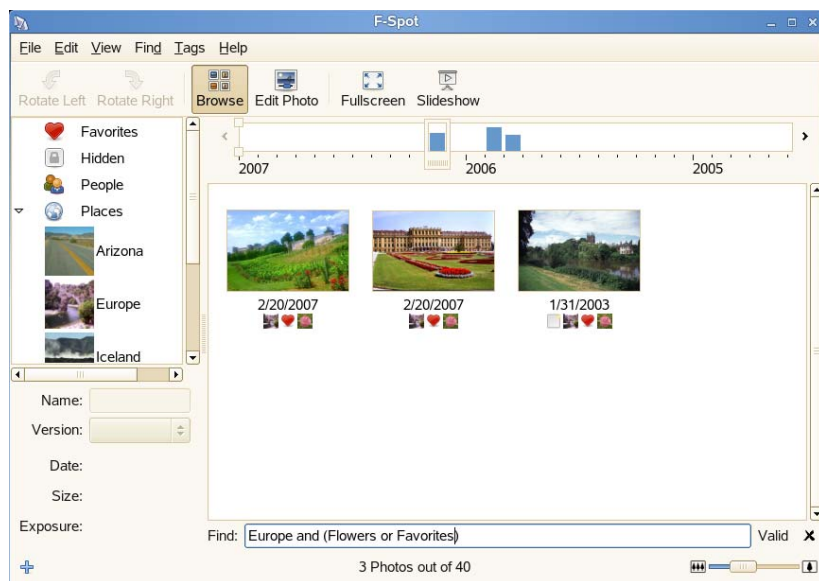 F-Spot
File Edit View Find Tags Help
Rotate Left Rotate Right Browse Edit Photo Fullscreen Slideshow
Favorites
Hidden
People
Places
Arizona
Europe
Iceland
2007 2006 2005
2/20/2007 2/20/2007 1/31/2003
Name:
Version:
Date:
Size:
Exposure:
Find: Europe and (Flowers or Favorites) Valid
3 Photos out of 40